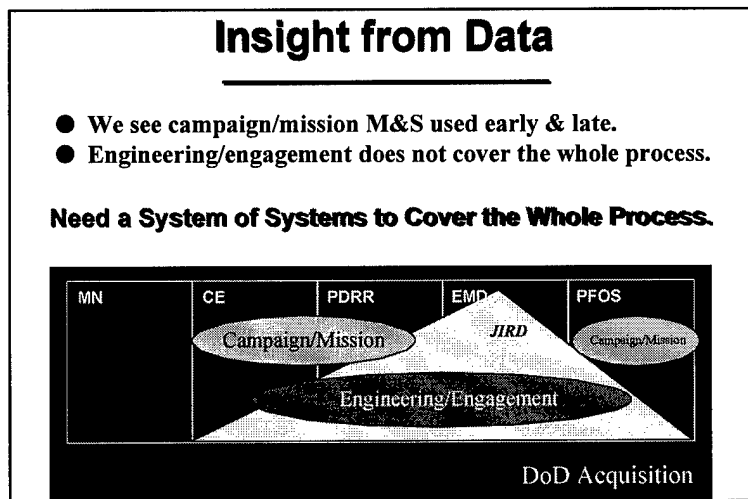 Insight from Data
● We see campaign/mission M&S used early & late.
● Engineering/engagement does not cover the whole process.
Need a System of Systems to Cover the Whole Process.
MN CE PDRR EMD PFOS
JIRD
Campaign/Mission Campaign/Mission
Engineering/Engagement
DoD Acquisition